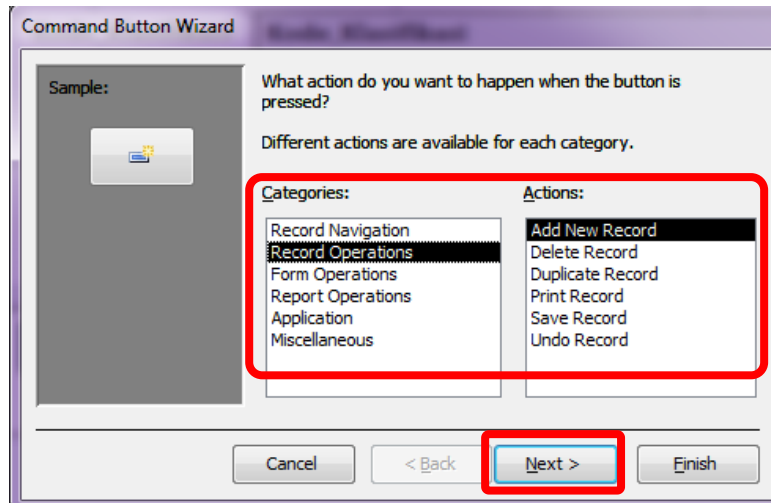 Command Button Wizard
Sample:
What action do you want to happen when the button is
pressed?
Different actions are available for each category.
Categories:
Actions:
Record Navigation
Record Operations
Form Operations
Report Operations
Application
Miscellaneous
Add New Record
Delete Record
Duplicate Record
Print Record
Save Record
Undo Record
Cancel
< Back
Next >
Finish